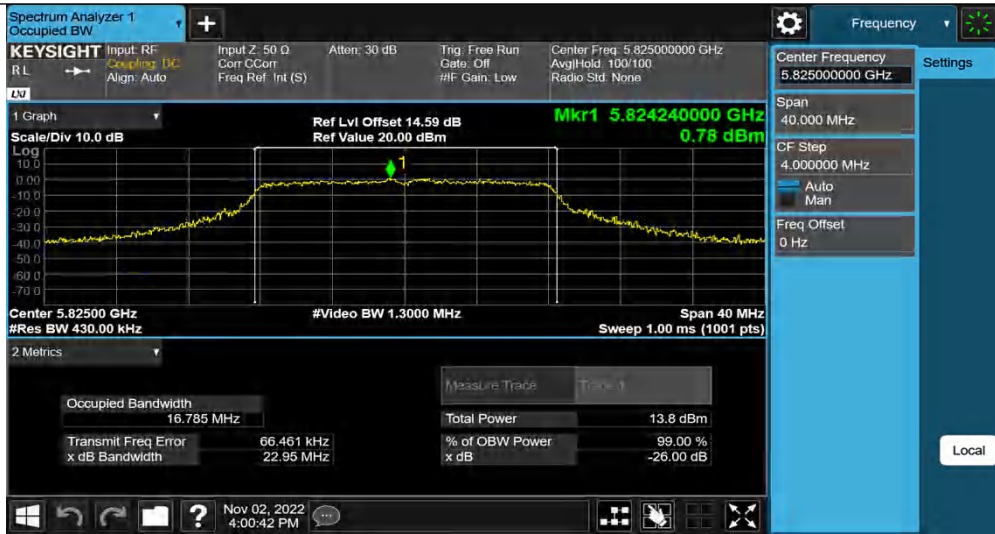 Spectrum Analyzer 1
Occupied BW
+
Frequency
KEYSIGHT
RL
LXI
Input: RF
Coupling: DC
Align: Auto
Input Z: 50 Ω
Corr CCorr
Freq Ref: Int (S)
Atten: 30 dB
Trig: Free Run
Gate: Off
#IF Gain: Low
Center Freq: 5.825000000 GHz
Avg|Hold: 100/100
Radio Std: None
Center Frequency
5.825000000 GHz
Settings
Span
40.000 MHz
CF Step
4.000000 MHz
Auto
Man
Freq Offset
0 Hz
1 Graph
Scale/Div 10.0 dB
Ref Lvl Offset 14.59 dB
Ref Value 20.00 dBm
Mkr1 5.824240000 GHz
0.78 dBm
Log
10.0
0.00
-10.0
-20.0
-30.0
-40.0
-50.0
-60.0
-70.0
1
Center 5.82500 GHz
#Res BW 430.00 kHz
#Video BW 1.3000 MHz
Span 40 MHz
Sweep 1.00 ms (1001 pts)
2 Metrics
Measure Trace
Trace 1
Occupied Bandwidth
16.785 MHz
Total Power
13.8 dBm
Transmit Freq Error
66.461 kHz
% of OBW Power
99.00 %
x dB Bandwidth
22.95 MHz
x dB
-26.00 dB
Local
?
Nov 02, 2022
4:00:42 PM